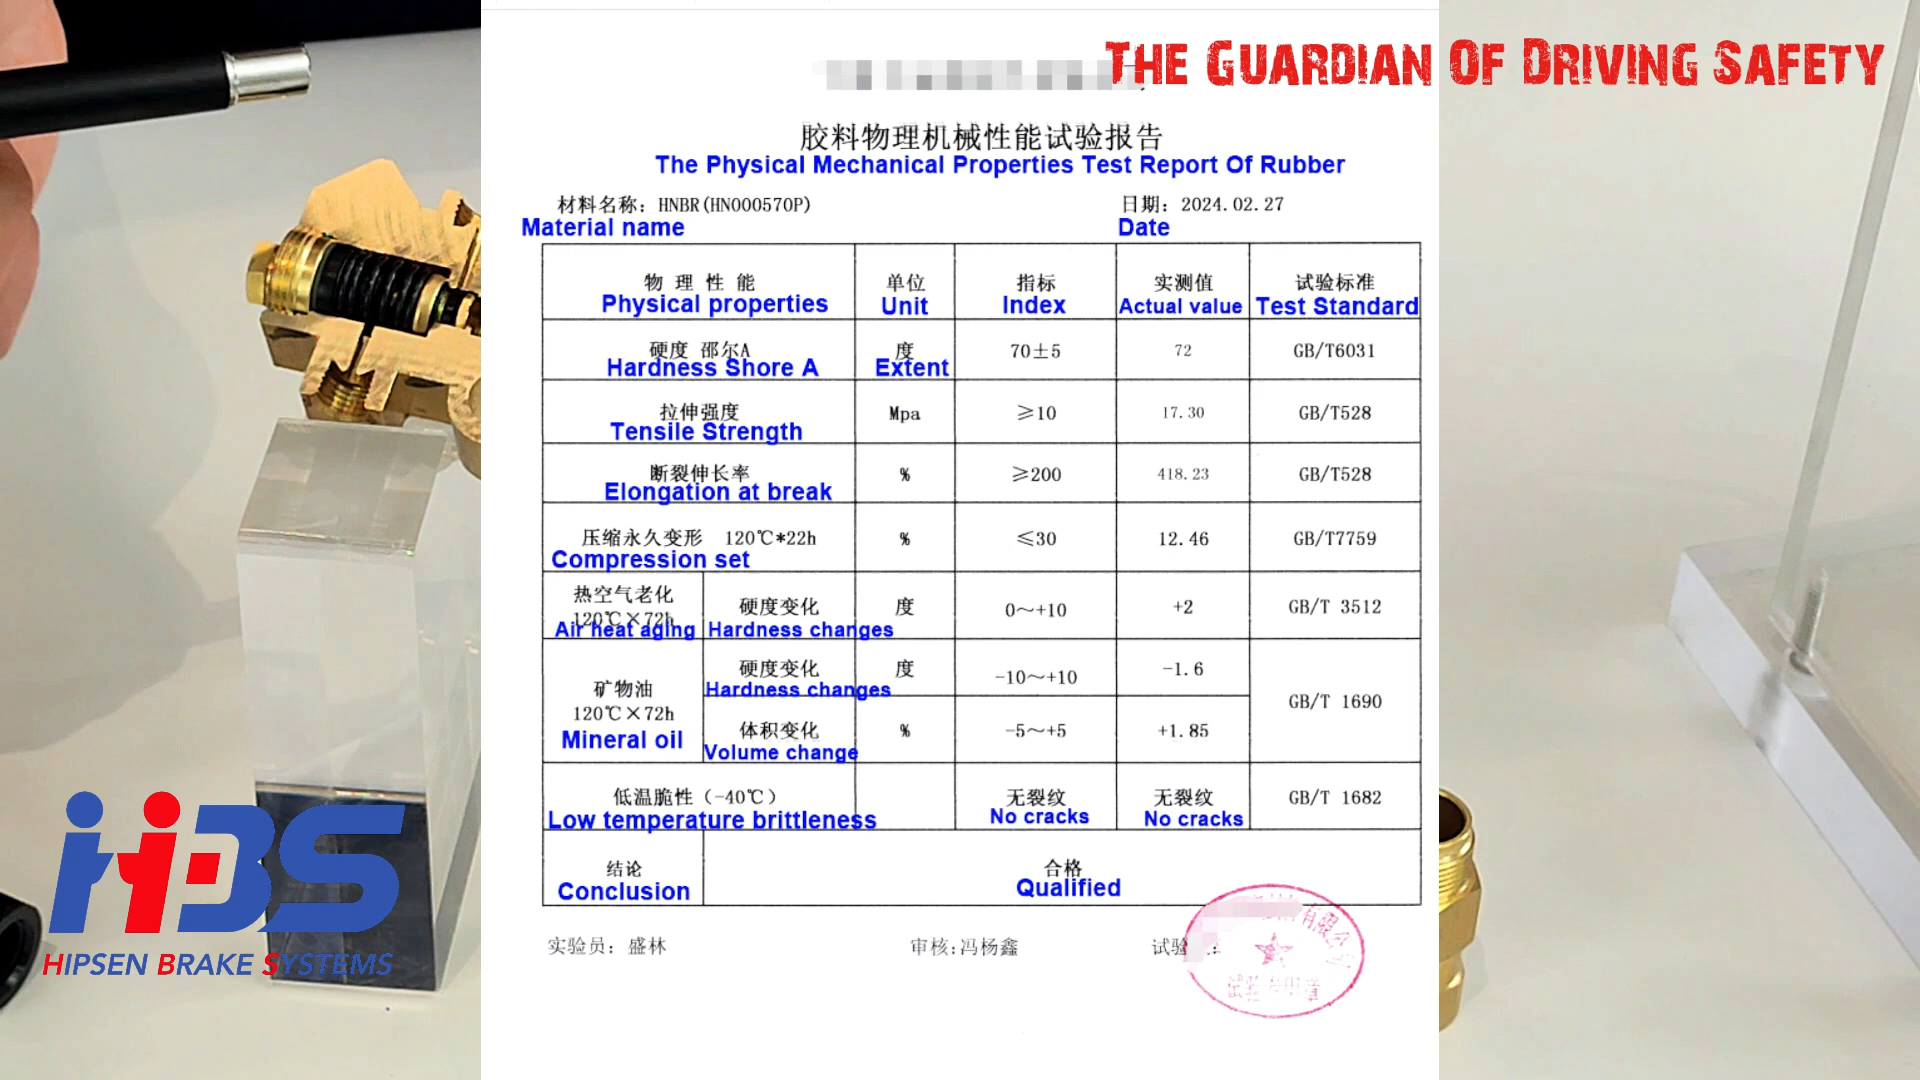 THE GUARDIAN OF DRIVING SAFETY
胶料物理机械性能试验报告
The Physical Mechanical Properties Test Report Of Rubber
材料名称: HNBR(HN000570P) 日期: 2024.02.27
Material name Date
物 理 性 能 单位 指标 实测值 试验标准
Physical properties Unit Index Actual value Test Standard
硬度 邵尔A 度 70±5 72 GB/T6031
Hardness Shore A Extent
拉伸强度 Mpa ≥10 17.30 GB/T528
Tensile Strength
断裂伸长率 % ≥200 418.23 GB/T528
Elongation at break
压缩永久变形 120℃*22h % ≤30 12.46 GB/T7759
Compression set
热空气老化 硬度变化 度 0~+10 +2 GB/T 3512
120℃×72h
Air heat aging Hardness changes
硬度变化 度 -10~+10 -1.6
Hardness changes
矿物油 GB/T 1690
120℃×72h
体积变化 % -5~+5 +1.85
Mineral oil Volume change
低温脆性（-40℃） 无裂纹 无裂纹 GB/T 1682
Low temperature brittleness No cracks No cracks
结论 合格
Conclusion Qualified
实验员: 盛林 审核:冯杨鑫 试验
有限公司
HBS
HIPSEN BRAKE SYSTEMS